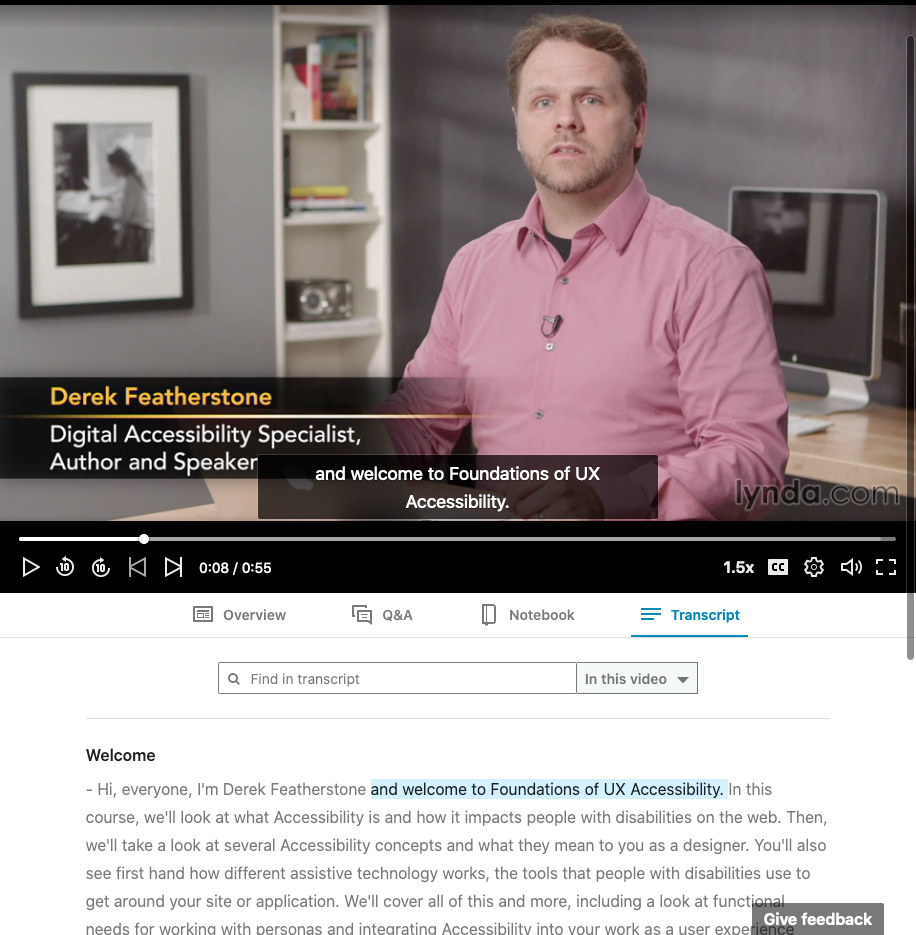 Derek Featherstone
Digital Accessibility Specialist,
Author and Speaker
and welcome to Foundations of UX
Accessibility.
lynda.com
10
10
0:08 / 0:55
1.5x
CC
Overview
Q&A
Notebook
Transcript
Find in transcript
In this video
Welcome
- Hi, everyone, I'm Derek Featherstone and welcome to Foundations of UX Accessibility. In this
course, we'll look at what Accessibility is and how it impacts people with disabilities on the web. Then,
we'll take a look at several Accessibility concepts and what they mean to you as a designer. You'll also
see first hand how different assistive technology works, the tools that people with disabilities use to
get around your site or application. We'll cover all of this and more, including a look at functional
needs for working with personas and integrating Accessibility into your work as a user experience
Give feedback